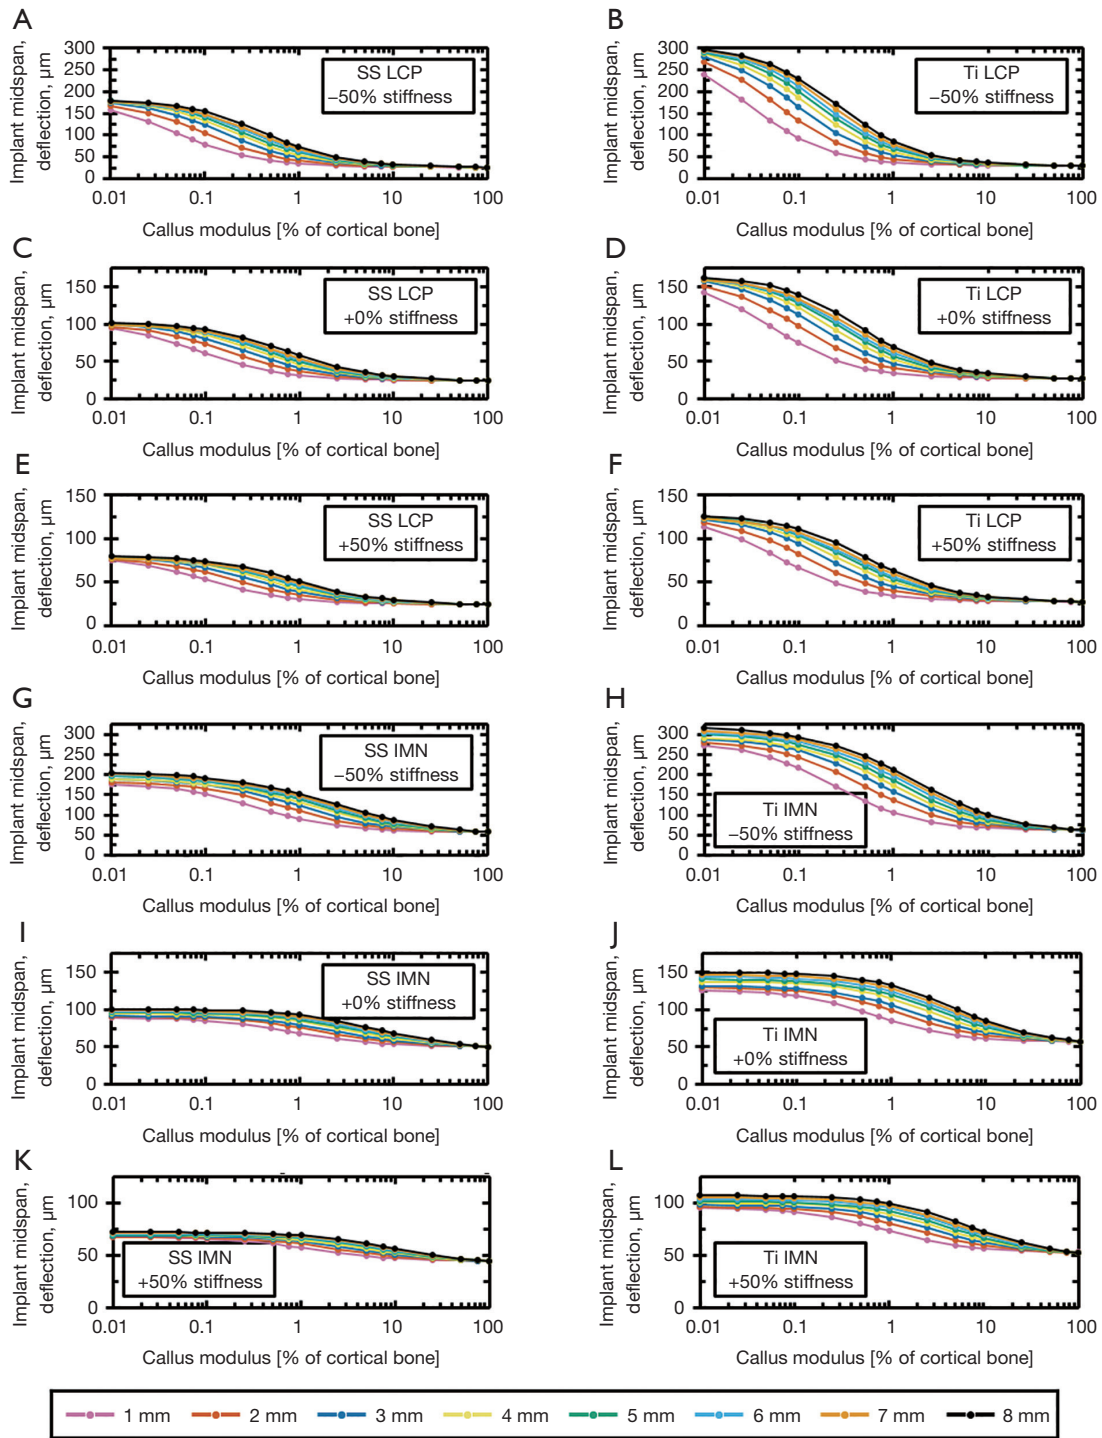 A
Implant midspan,
deflection, µm
300
250
200
150
100
50
0
SS LCP
−50% stiffness
0.01 0.1 1 10 100
Callus modulus [% of cortical bone]
B
Implant midspan,
deflection, µm
300
250
200
150
100
50
0
Ti LCP
−50% stiffness
0.01 0.1 1 10 100
Callus modulus [% of cortical bone]
C
Implant midspan,
deflection, µm
150
100
50
0
SS LCP
+0% stiffness
0.01 0.1 1 10 100
Callus modulus [% of cortical bone]
D
Implant midspan,
deflection, µm
150
100
50
0
Ti LCP
+0% stiffness
0.01 0.1 1 10 100
Callus modulus [% of cortical bone]
E
Implant midspan,
deflection, µm
150
100
50
0
SS LCP
+50% stiffness
0.01 0.1 1 10 100
Callus modulus [% of cortical bone]
F
Implant midspan,
deflection, µm
150
100
50
0
Ti LCP
+50% stiffness
0.01 0.1 1 10 100
Callus modulus [% of cortical bone]
G
Implant midspan,
deflection, µm
300
250
200
150
100
50
0
SS IMN
−50% stiffness
0.01 0.1 1 10 100
Callus modulus [% of cortical bone]
H
Implant midspan,
deflection, µm
300
250
200
150
100
50
0
Ti IMN
−50% stiffness
0.01 0.1 1 10 100
Callus modulus [% of cortical bone]
I
Implant midspan,
deflection, µm
150
100
50
0
SS IMN
+0% stiffness
0.01 0.1 1 10 100
Callus modulus [% of cortical bone]
J
Implant midspan,
deflection, µm
150
100
50
0
Ti IMN
+0% stiffness
0.01 0.1 1 10 100
Callus modulus [% of cortical bone]
K
Implant midspan,
deflection, µm
100
50
0
SS IMN
+50% stiffness
0.01 0.1 1 10 100
Callus modulus [% of cortical bone]
L
Implant midspan,
deflection, µm
100
50
0
Ti IMN
+50% stiffness
0.01 0.1 1 10 100
Callus modulus [% of cortical bone]
1 mm 2 mm 3 mm 4 mm 5 mm 6 mm 7 mm 8 mm